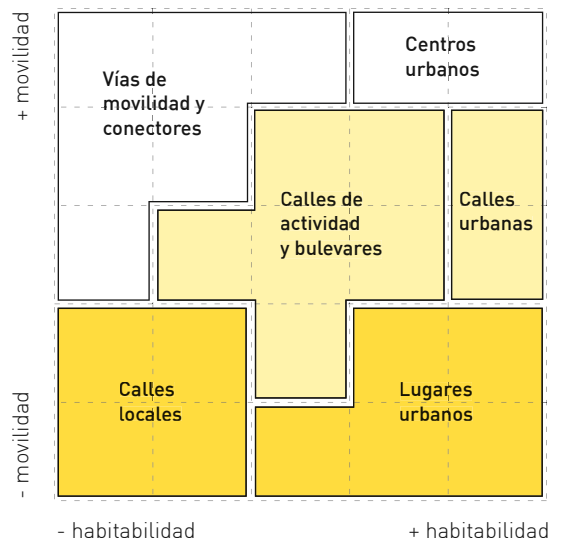 + movilidad
Centros
urbanos
Vías de
movilidad y
conectores
Calles de
actividad
y bulevares
Calles
urbanas
Calles
locales
Lugares
urbanos
- movilidad
- habitabilidad
+ habitabilidad